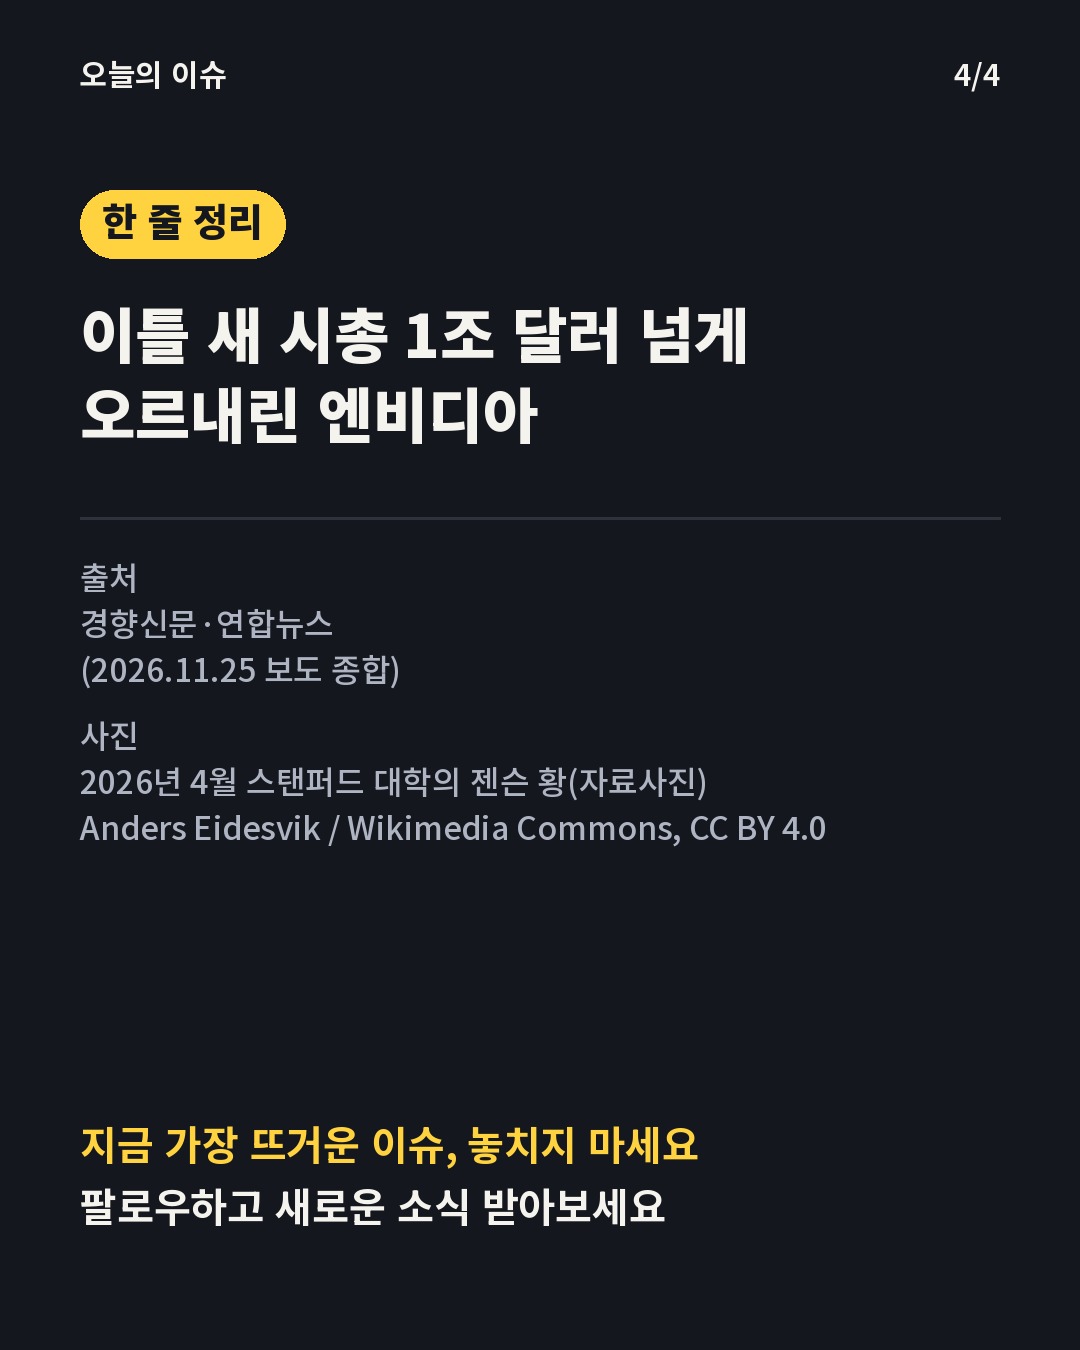 오늘의 이슈
4/4
한 줄 정리
이틀 새 시총 1조 달러 넘게
오르내린 엔비디아
출처
경향신문·연합뉴스
(2026.11.25 보도 종합)
사진
2026년 4월 스탠퍼드 대학의 젠슨 황(자료사진)
Anders Eidesvik / Wikimedia Commons, CC BY 4.0
지금 가장 뜨거운 이슈, 놓치지 마세요
팔로우하고 새로운 소식 받아보세요